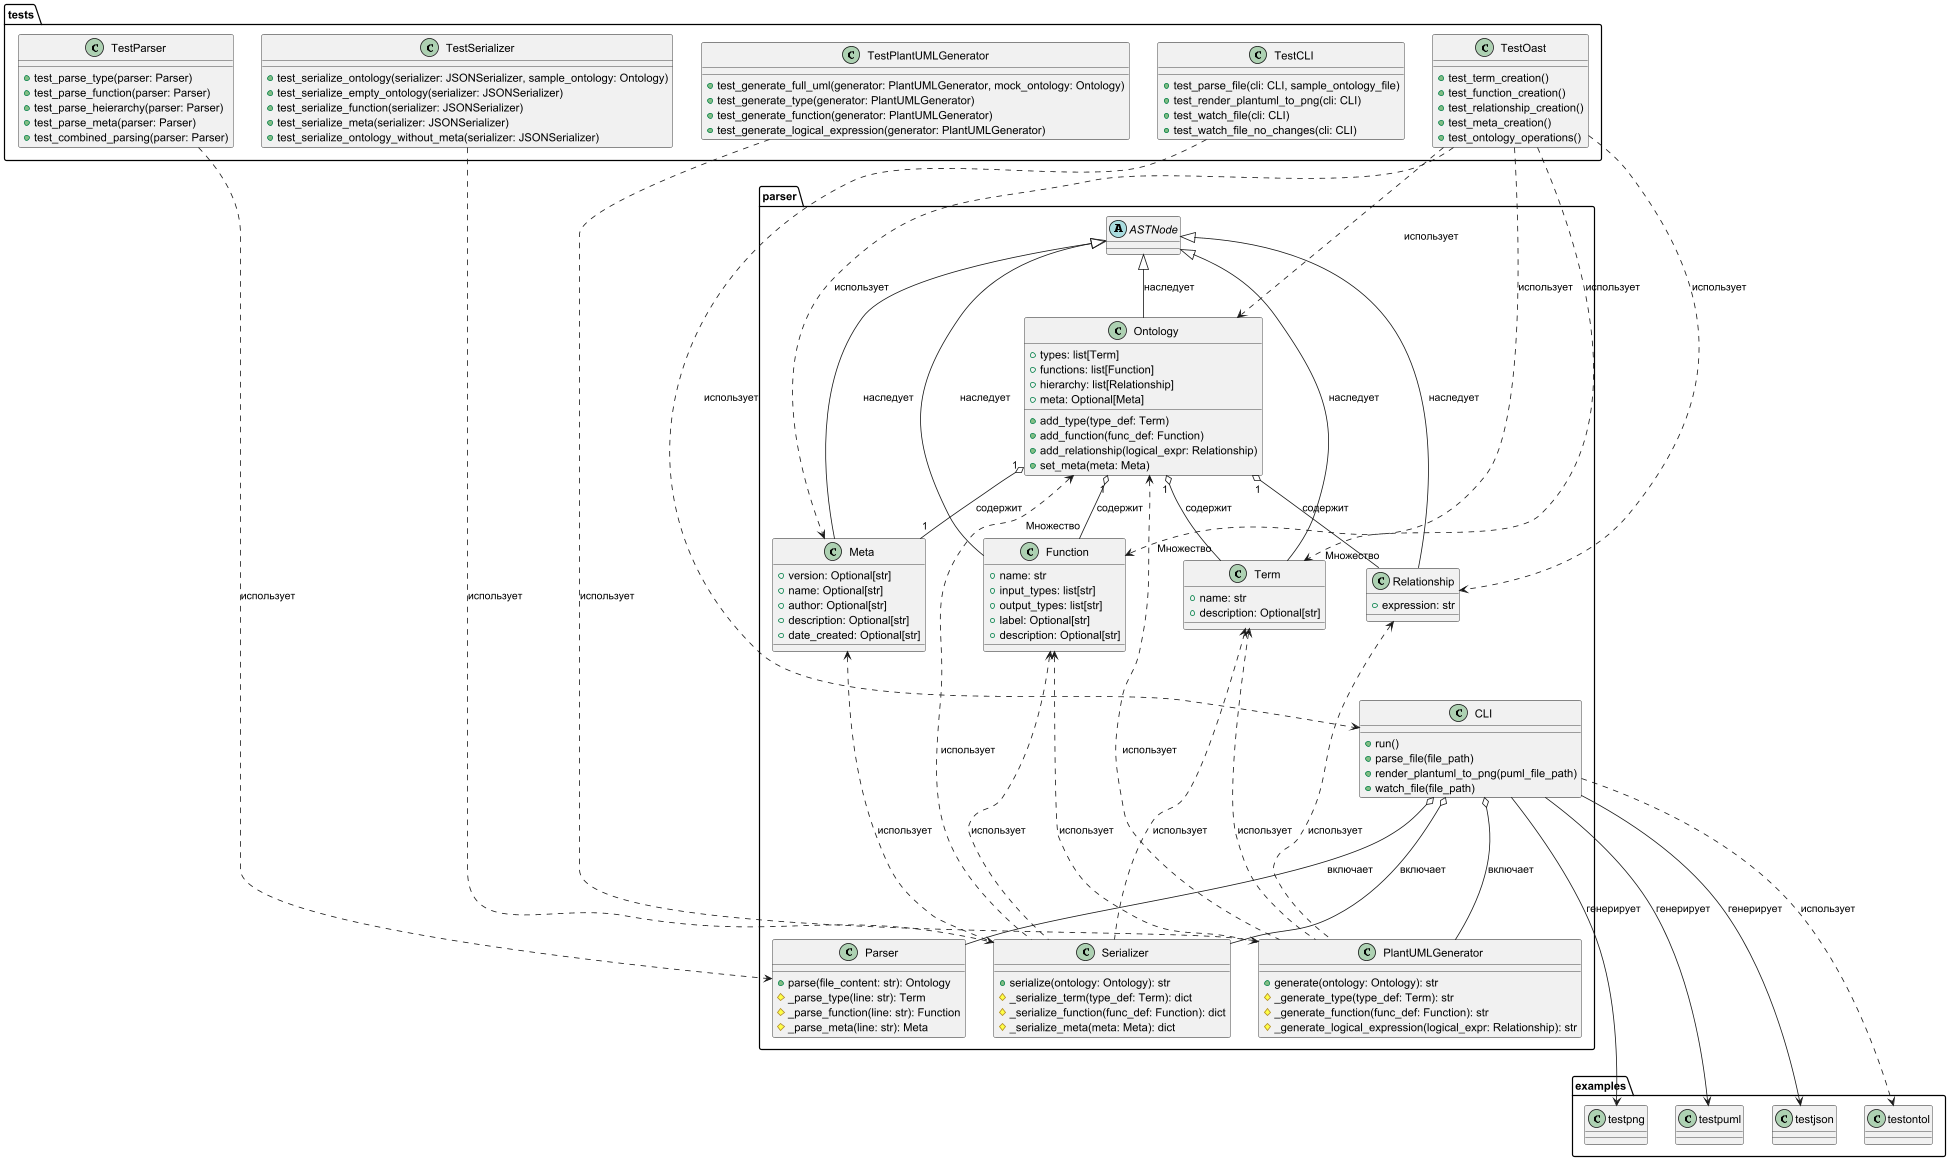 tests
TestParser
test_parse_type(parser: Parser)
test_parse_function(parser: Parser)
test_parse_heierarchy(parser: Parser)
test_parse_meta(parser: Parser)
test_combined_parsing(parser: Parser)
TestSerializer
test_serialize_ontology(serializer: JSONSerializer, sample_ontology: Ontology)
test_serialize_empty_ontology(serializer: JSONSerializer)
test_serialize_function(serializer: JSONSerializer)
test_serialize_meta(serializer: JSONSerializer)
test_serialize_ontology_without_meta(serializer: JSONSerializer)
TestPlantUMLGenerator
test_generate_full_uml(generator: PlantUMLGenerator, mock_ontology: Ontology)
test_generate_type(generator: PlantUMLGenerator)
test_generate_function(generator: PlantUMLGenerator)
test_generate_logical_expression(generator: PlantUMLGenerator)
TestCLI
test_parse_file(cli: CLI, sample_ontology_file)
test_render_plantuml_to_png(cli: CLI)
test_watch_file(cli: CLI)
test_watch_file_no_changes(cli: CLI)
TestOast
test_term_creation()
test_function_creation()
test_relationship_creation()
test_meta_creation()
test_ontology_operations()
parser
ASTNode
использует
использует
наследует
использует
использует
использует
Ontology
types: list[Term]
functions: list[Function]
hierarchy: list[Relationship]
meta: Optional[Meta]
add_type(type_def: Term)
add_function(func_def: Function)
add_relationship(logical_expr: Relationship)
set_meta(meta: Meta)
использует
наследует
наследует
наследует
наследует
1
1
1
1
содержит
содержит
содержит
содержит
1
Множество
Множество
Множество
Meta
version: Optional[str]
name: Optional[str]
author: Optional[str]
description: Optional[str]
date_created: Optional[str]
Function
name: str
input_types: list[str]
output_types: list[str]
label: Optional[str]
description: Optional[str]
Term
name: str
description: Optional[str]
Relationship
expression: str
использует
использует
использует
CLI
run()
parse_file(file_path)
render_plantuml_to_png(puml_file_path)
watch_file(file_path)
использует
использует
использует
использует
использует
использует
использует
использует
включает
включает
включает
генерирует
генерирует
генерирует
использует
Parser
parse(file_content: str): Ontology
_parse_type(line: str): Term
_parse_function(line: str): Function
_parse_meta(line: str): Meta
Serializer
serialize(ontology: Ontology): str
_serialize_term(type_def: Term): dict
_serialize_function(func_def: Function): dict
_serialize_meta(meta: Meta): dict
PlantUMLGenerator
generate(ontology: Ontology): str
_generate_type(type_def: Term): str
_generate_function(func_def: Function): str
_generate_logical_expression(logical_expr: Relationship): str
examples
testpng
testpuml
testjson
testontol